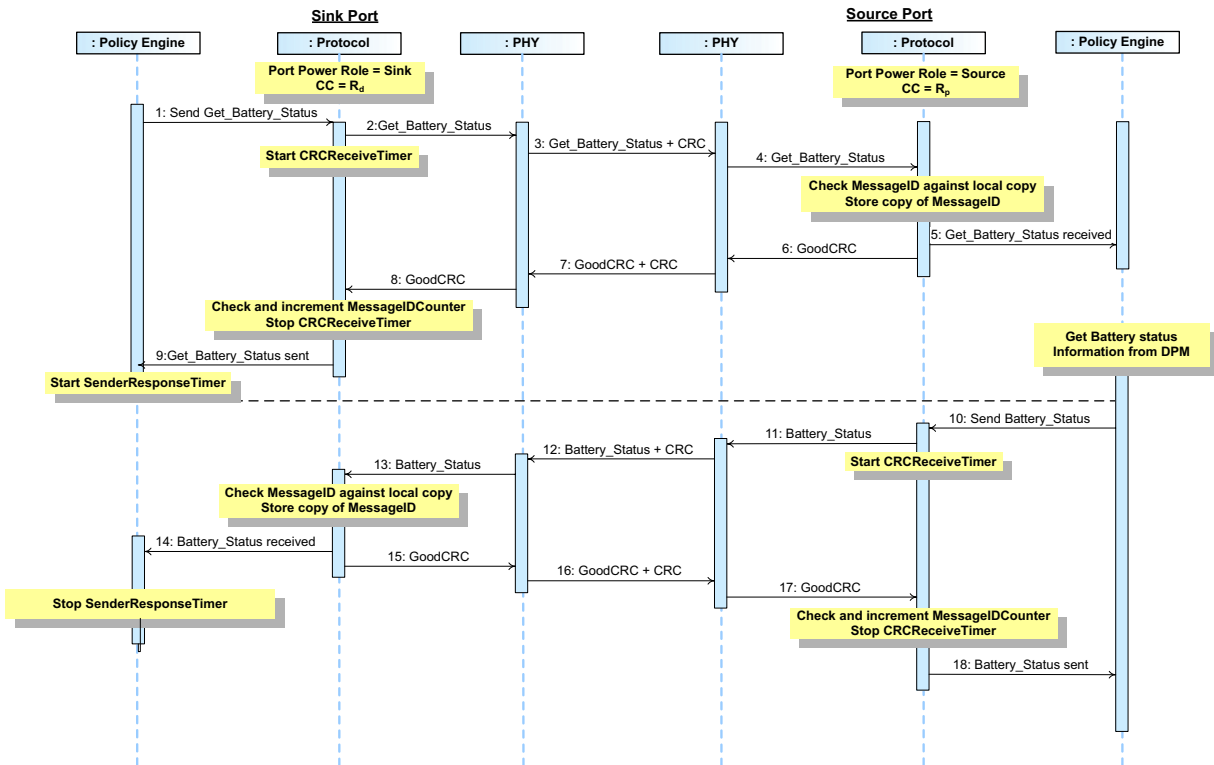 Sink Port
Source Port
: Policy Engine
: Protocol
: PHY
: PHY
: Protocol
: Policy Engine
Port Power Role = Sink
CC = Rd
Port Power Role = Source
CC = Rp
1: Send Get_Battery_Status
2:Get_Battery_Status
Start CRCReceiveTimer
3: Get_Battery_Status + CRC
4: Get_Battery_Status
Check MessageID against local copy
Store copy of MessageID
5: Get_Battery_Status received
6: GoodCRC
7: GoodCRC + CRC
8: GoodCRC
Check and increment MessageIDCounter
Stop CRCReceiveTimer
Get Battery status
Information from DPM
9:Get_Battery_Status sent
Start SenderResponseTimer
10: Send Battery_Status
11: Battery_Status
Start CRCReceiveTimer
12: Battery_Status + CRC
13: Battery_Status
Check MessageID against local copy
Store copy of MessageID
14: Battery_Status received
15: GoodCRC
16: GoodCRC + CRC
17: GoodCRC
Stop SenderResponseTimer
Check and increment MessageIDCounter
Stop CRCReceiveTimer
18: Battery_Status sent